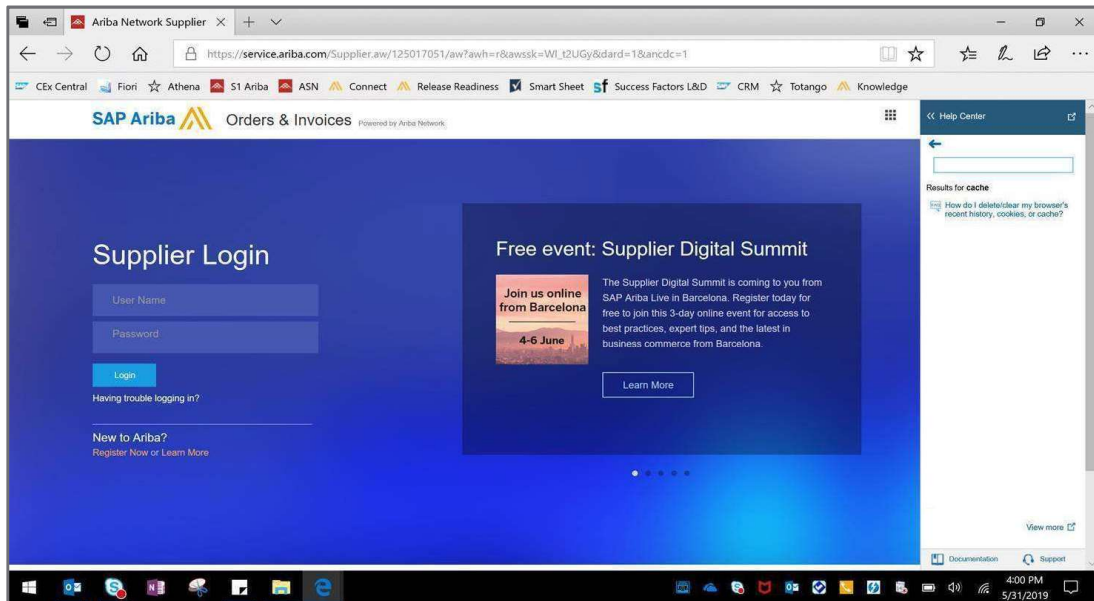 Ariba Network Supplier
https://service.ariba.com/Supplier.aw/125017051/aw?awh=r&awssk=WI_t2UGy&dard=1&ancdc=1
CEx Central Fiori Athena S1 Ariba ASN Connect Release Readiness Smart Sheet Sf Success Factors L&D CRM Totango Knowledge
SAP Ariba Orders & Invoices Powered by Ariba Network
<< Help Center
Results for cache
How do I delete/clear my browser's
recent history, cookies, or cache?
Supplier Login
User Name
Password
Login
Having trouble logging in?
New to Ariba?
Register Now or Learn More
Free event: Supplier Digital Summit
Join us online
from Barcelona
4-6 June
The Supplier Digital Summit is coming to you from
SAP Ariba Live in Barcelona. Register today for
free to join this 3-day online event for access to
best practices, expert tips, and the latest in
business commerce from Barcelona.
Learn More
View more
Documentation Support
4:00 PM
5/31/2019